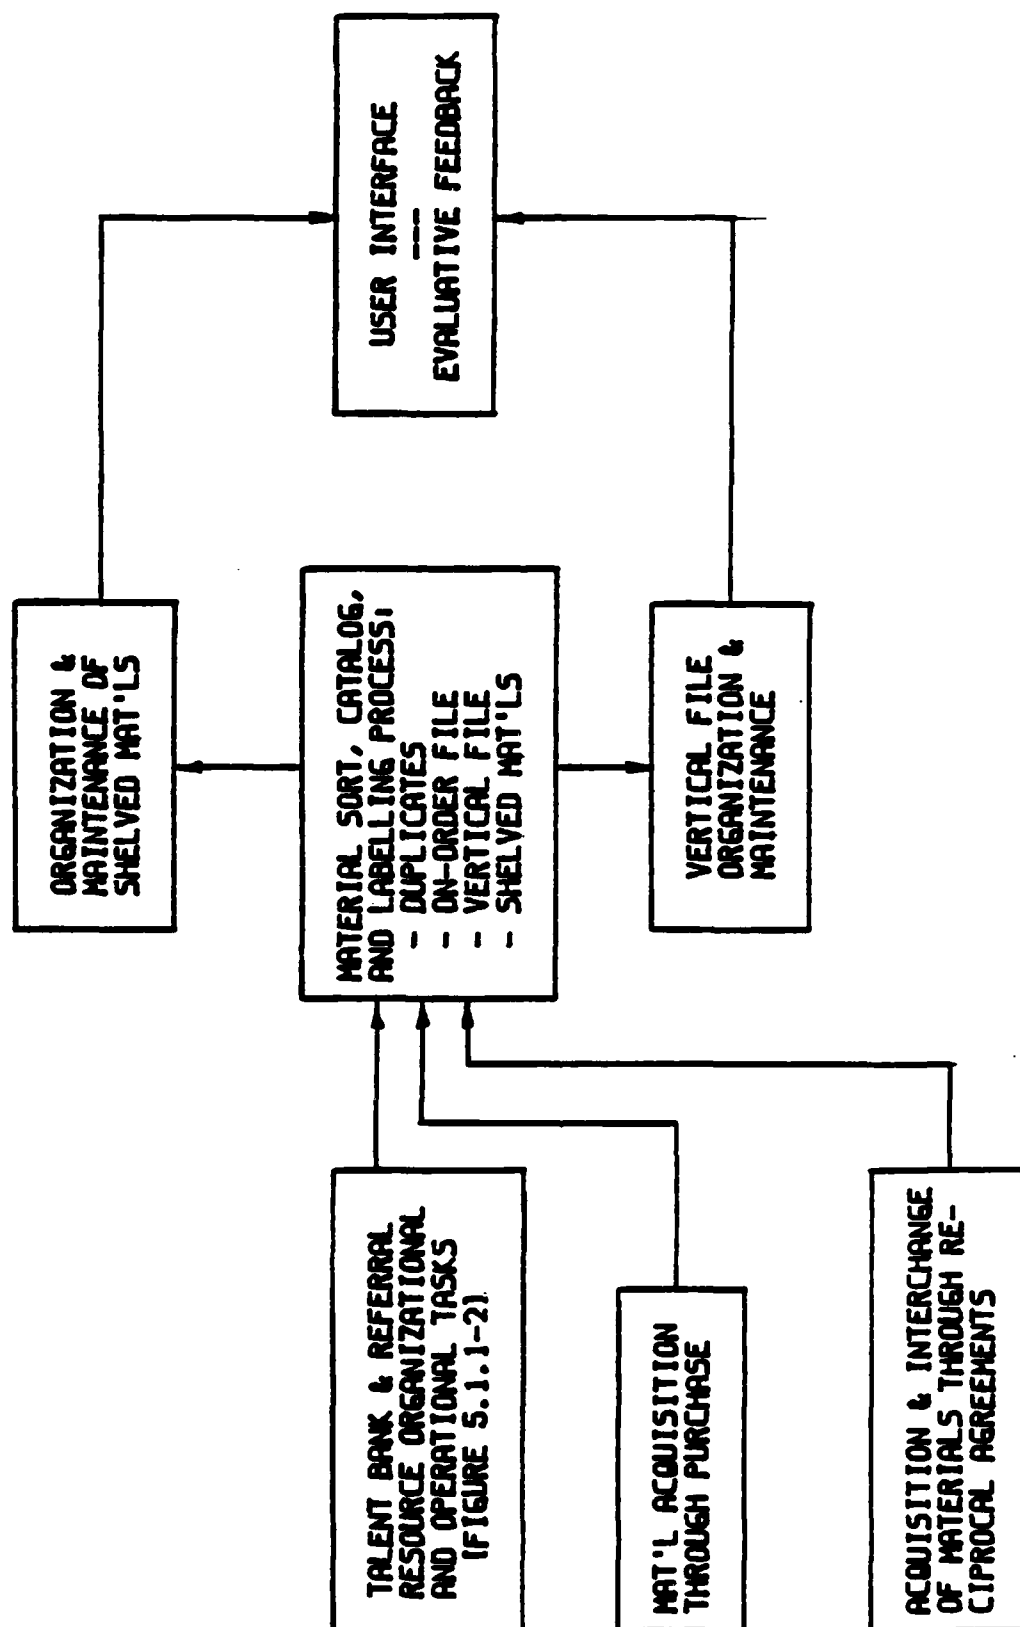 TALENT BANK & REFERRAL
RESOURCE ORGANIZATIONAL
AND OPERATIONAL TASKS
(FIGURE 5.1.1-2)
MAT'L ACQUISITION
THROUGH PURCHASE
ACQUISITION & INTERCHANGE
OF MATERIALS THROUGH RE-
CIPROCAL AGREEMENTS
MATERIAL SORT, CATALOG,
AND LABELLING PROCESS:
- DUPLICATES
- ON-ORDER FILE
- VERTICAL FILE
- SHELVED MAT'LS
ORGANIZATION &
MAINTENANCE OF
SHELVED MAT'LS
VERTICAL FILE
ORGANIZATION &
MAINTENANCE
USER INTERFACE
---
EVALUATIVE FEEDBACK